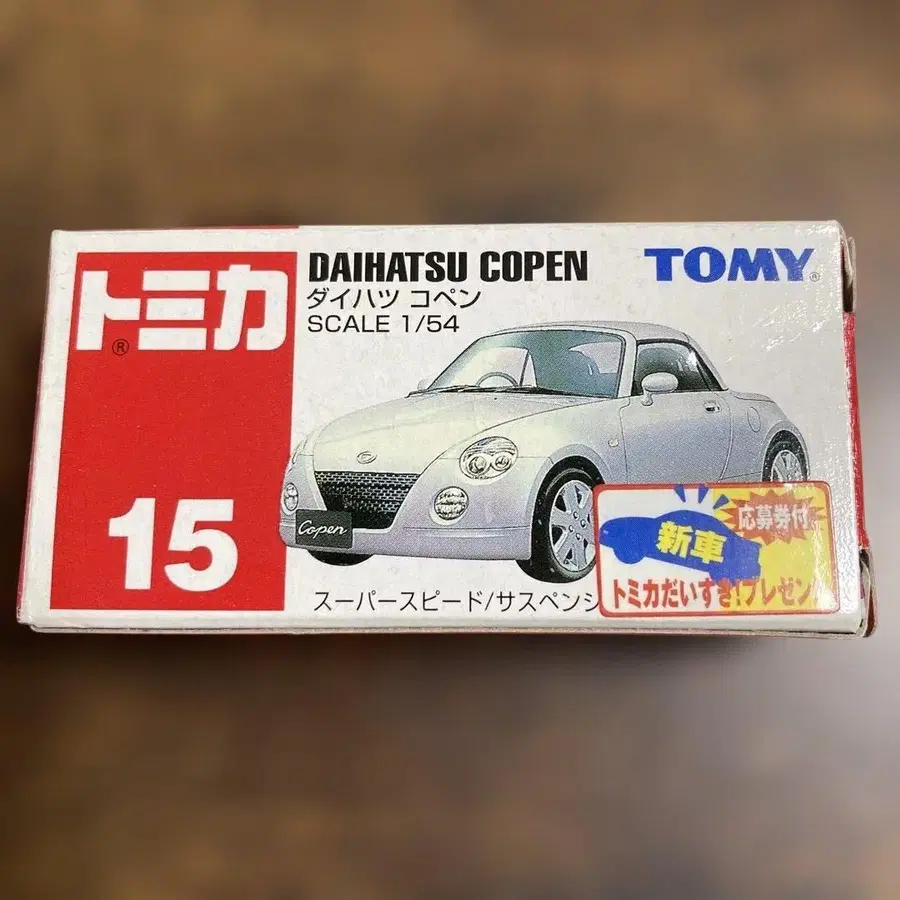 トミカ®
15
DAIHATSU COPEN
ダイハツ コペン
SCALE 1/54
TOMY®
Copen
スーパースピード/サスペンシ
新車
応募券付
トミカだいすき!プレゼン